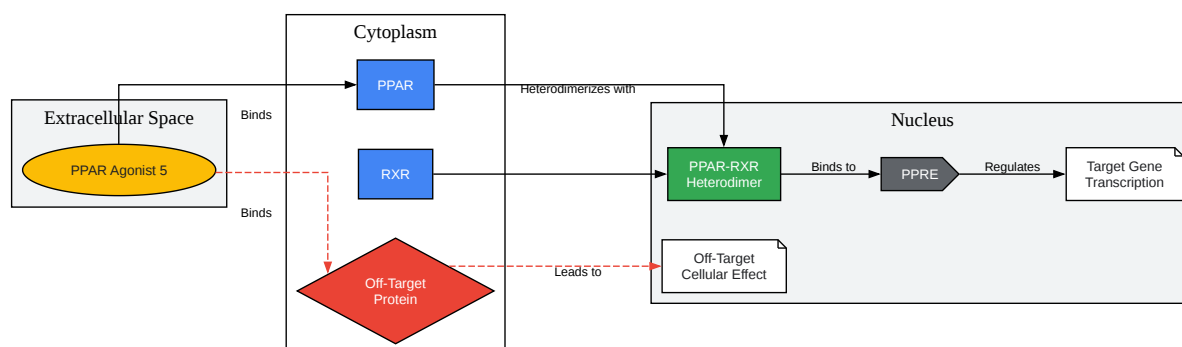 Cytoplasm
PPAR
Heterodimerizes with
Extracellular Space
Binds
PPAR Agonist 5
Nucleus
RXR
PPAR-RXR
Heterodimer
Binds to
PPRE
Regulates
Target Gene
Transcription
Binds
Off-Target
Protein
Leads to
Off-Target
Cellular Effect